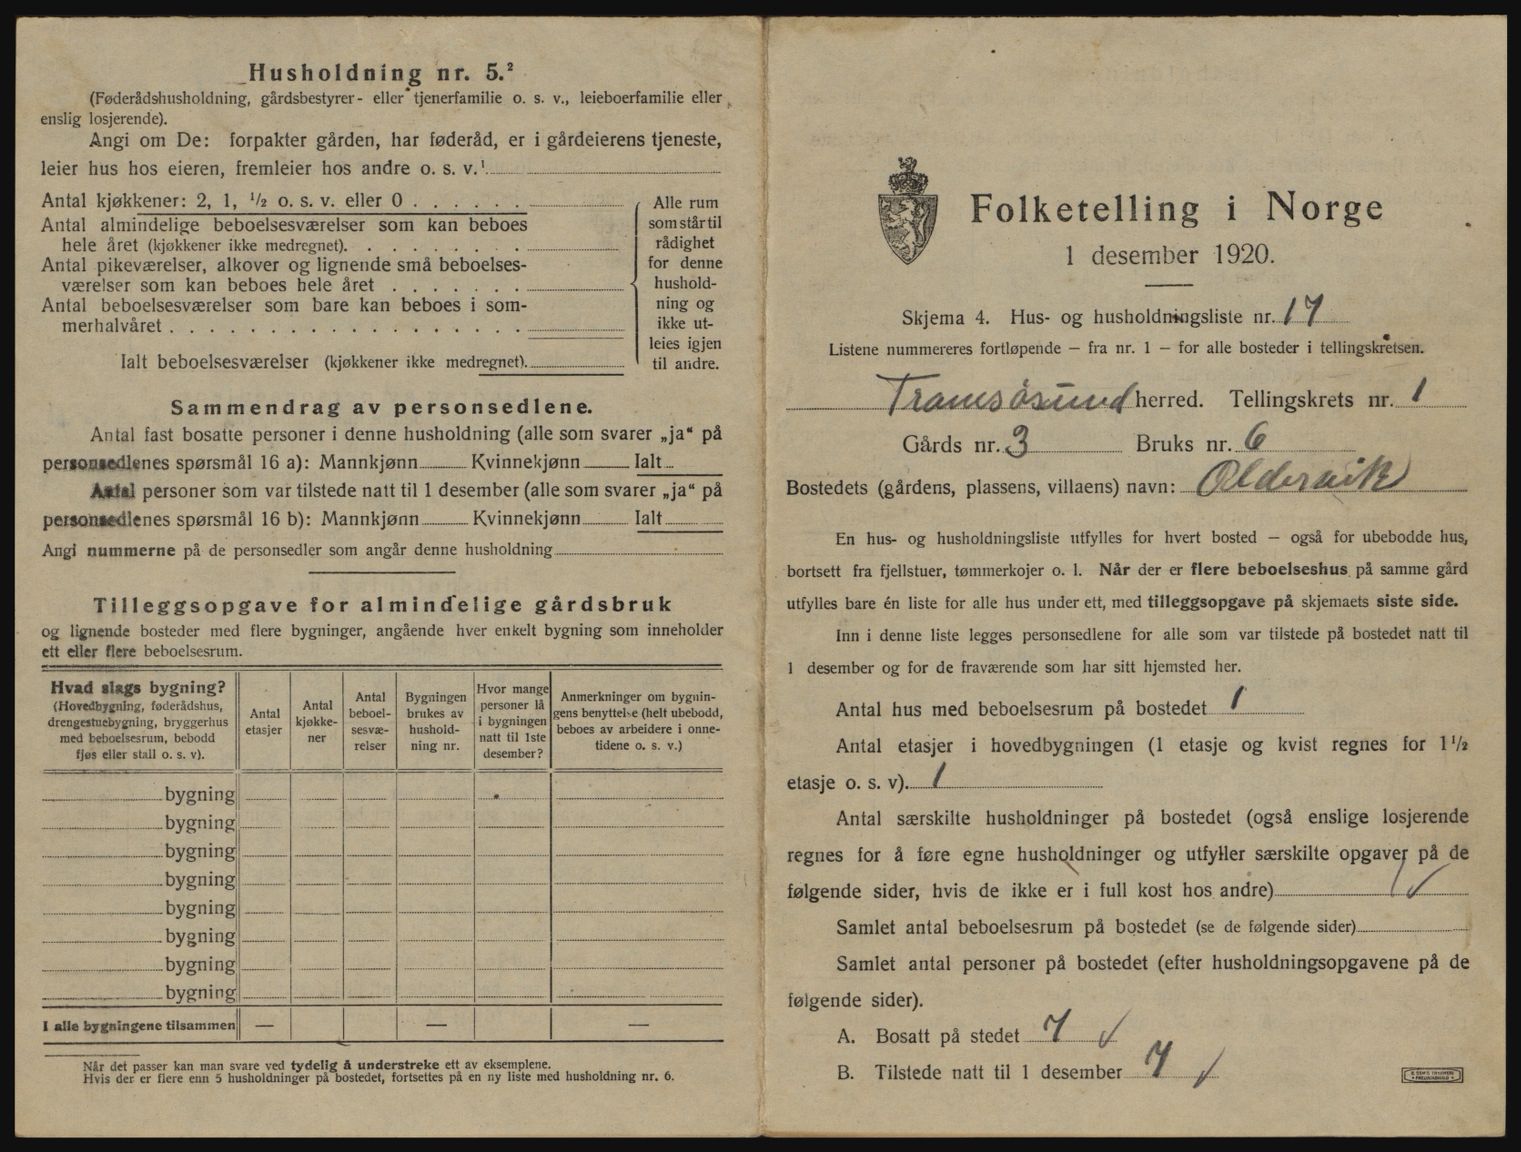 Husholdning nr. 5.²
(Føderådshusholdning, gårdsbestyrer- eller tjenerfamilie o. s. v., leieboerfamilie eller
enslig losjerende).
Angi om De: forpakter gården, har føderåd, er i gårdeierens tjeneste,
leier hus hos eieren, fremleier hos andre o. s. v.¹
Antal kjøkkener: 2, 1, ½ o. s. v. eller 0 . . . . . .
Antal almindelige beboelsesværelser som kan beboes
hele året (kjøkkener ikke medregnet). . . . . . . . .
Antal pikeværelser, alkover og lignende små beboelses-
værelser som kan beboes hele året . . . . . . .
Antal beboelsesværelser som bare kan beboes i som-
merhalvåret . . . . . . . . . . . . . . . . . .
Ialt beboelsesværelser (kjøkkener ikke medregnet).
Alle rum
som står til
rådighet
for denne
hushold-
ning og
ikke ut-
leies igjen
til andre.
Sammendrag av personsedlene.
Antal fast bosatte personer i denne husholdning (alle som svarer „ja“ på
personsedlenes spørsmål 16 a): Mannkjønn Kvinnekjønn Ialt
Antal personer som var tilstede natt til 1 desember (alle som svarer „ja“ på
personsedlenes spørsmål 16 b): Mannkjønn Kvinnekjønn Ialt
Angi nummerne på de personsedler som angår denne husholdning
Tilleggsopgave for almindelige gårdsbruk
og lignende bosteder med flere bygninger, angående hver enkelt bygning som inneholder
ett eller flere beboelsesrum.
Hvad slags bygning?
(Hovedbygning, føderådshus,
drengestuebygning, bryggerhus
med beboelsesrum, bebodd
fjøs eller stall o. s. v).
Antal
etasjer
Antal
kjøkke-
ner
Antal
beboel-
sesvæ-
relser
Bygningen
brukes av
hushold-
ning nr.
Hvor mange
personer lå
i bygningen
natt til 1ste
desember?
Anmerkninger om bygnin-
gens benyttelse (helt ubebodd,
beboes av arbeidere i onne-
tidene o. s. v.)
bygning
bygning
bygning
bygning
bygning
bygning
bygning
bygning
I alle bygningene tilsammen — — —
Når det passer kan man svare ved tydelig å understreke ett av eksemplene.
Hvis der er flere enn 5 husholdninger på bostedet, fortsettes på en ny liste med husholdning nr. 6.
Folketelling i Norge
1 desember 1920.
Skjema 4. Hus- og husholdningsliste nr. 17
Listene nummereres fortløpende — fra nr. 1 — for alle bosteder i tellingskretsen.
Tromsøsund herred. Tellingskrets nr. 1
Gårds nr. 3 Bruks nr. 6
Bostedets (gårdens, plassens, villaens) navn: Oldervik
En hus- og husholdningsliste utfylles for hvert bosted — også for ubebodde hus,
bortsett fra fjellstuer, tømmerkojer o. l. Når der er flere beboelseshus på samme gård
utfylles bare én liste for alle hus under ett, med tilleggsopgave på skjemaets siste side.
Inn i denne liste legges personsedlene for alle som var tilstede på bostedet natt til
1 desember og for de fraværende som har sitt hjemsted her.
Antal hus med beboelsesrum på bostedet 1
Antal etasjer i hovedbygningen (1 etasje og kvist regnes for 1½
etasje o. s. v). 1
Antal særskilte husholdninger på bostedet (også enslige losjerende
regnes for å føre egne husholdninger og utfyller særskilte opgaver på de
følgende sider, hvis de ikke er i full kost hos andre) 1 ✓
Samlet antal beboelsesrum på bostedet (se de følgende sider)
Samlet antal personer på bostedet (efter husholdningsopgavene på de
følgende sider).
A. Bosatt på stedet 7 ✓
B. Tilstede natt til 1 desember 7 ✓